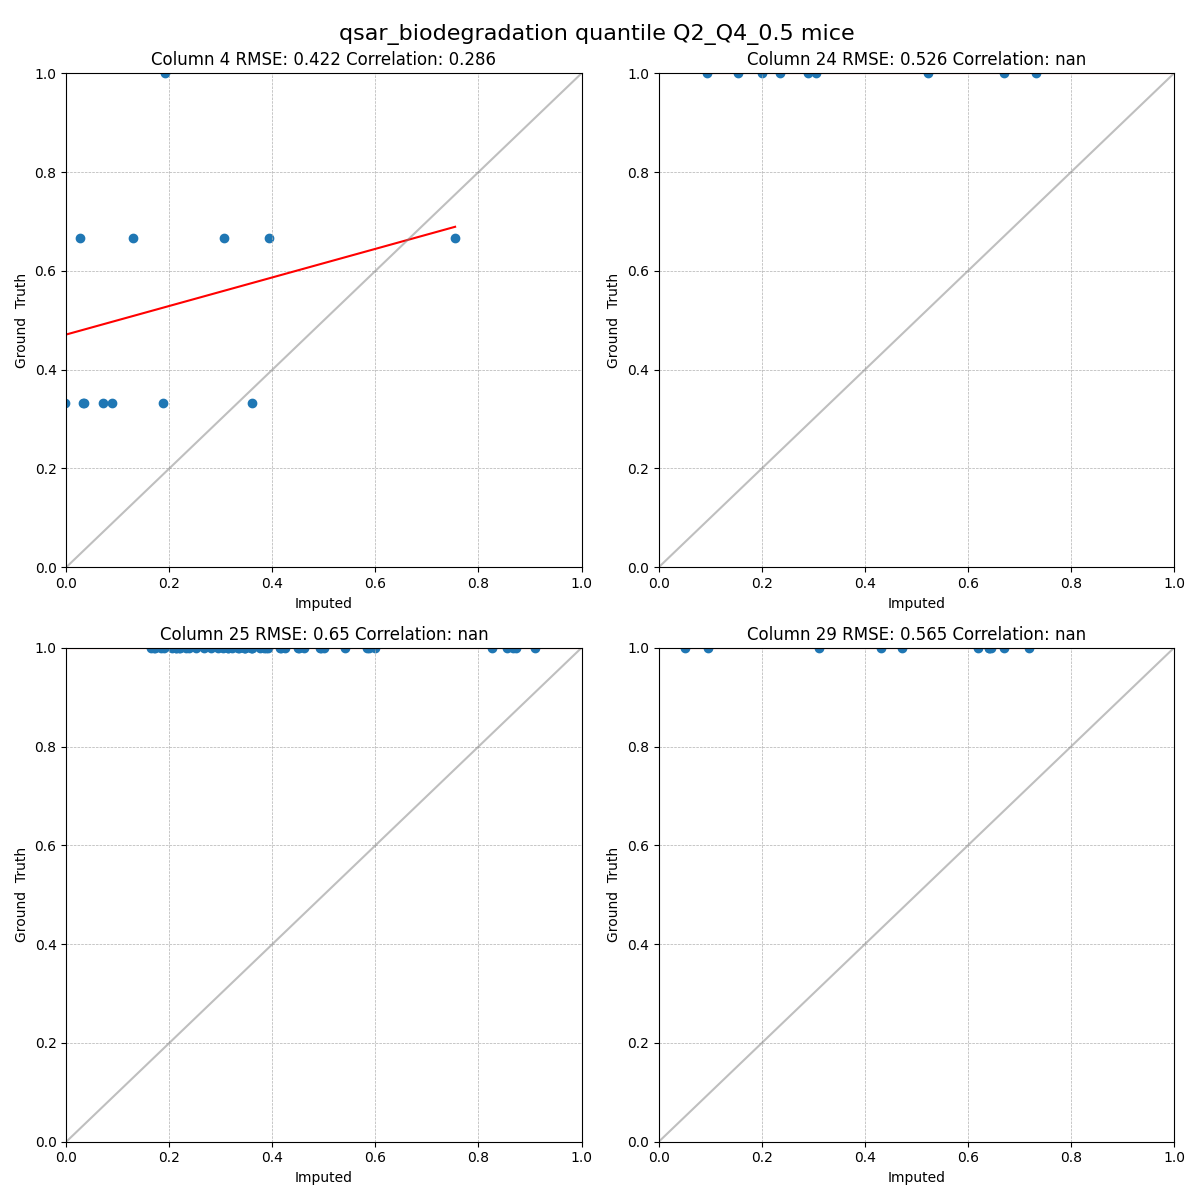 qsar_biodegradation quantile Q2_Q4_0.5 mice
Column 4 RMSE: 0.422 Correlation: 0.286
1.0
0.8
0.6
0.4
0.2
0.0
Ground Truth
0.0 0.2 0.4 0.6 0.8 1.0
Imputed
Column 24 RMSE: 0.526 Correlation: nan
1.0
0.8
0.6
0.4
0.2
0.0
Ground Truth
0.0 0.2 0.4 0.6 0.8 1.0
Imputed
Column 25 RMSE: 0.65 Correlation: nan
1.0
0.8
0.6
0.4
0.2
0.0
Ground Truth
0.0 0.2 0.4 0.6 0.8 1.0
Imputed
Column 29 RMSE: 0.565 Correlation: nan
1.0
0.8
0.6
0.4
0.2
0.0
Ground Truth
0.0 0.2 0.4 0.6 0.8 1.0
Imputed